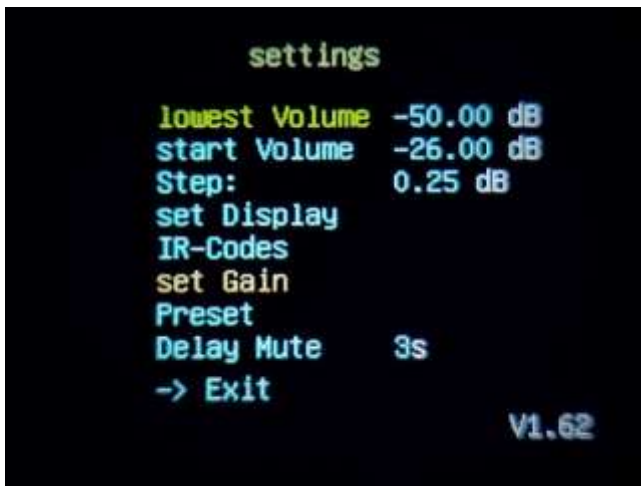 settings
lowest Volume -50.00 dB
start Volume -26.00 dB
Step: 0.25 dB
set Display
IR-Codes
set Gain
Preset
Delay Mute 3s
-> Exit
V1.62